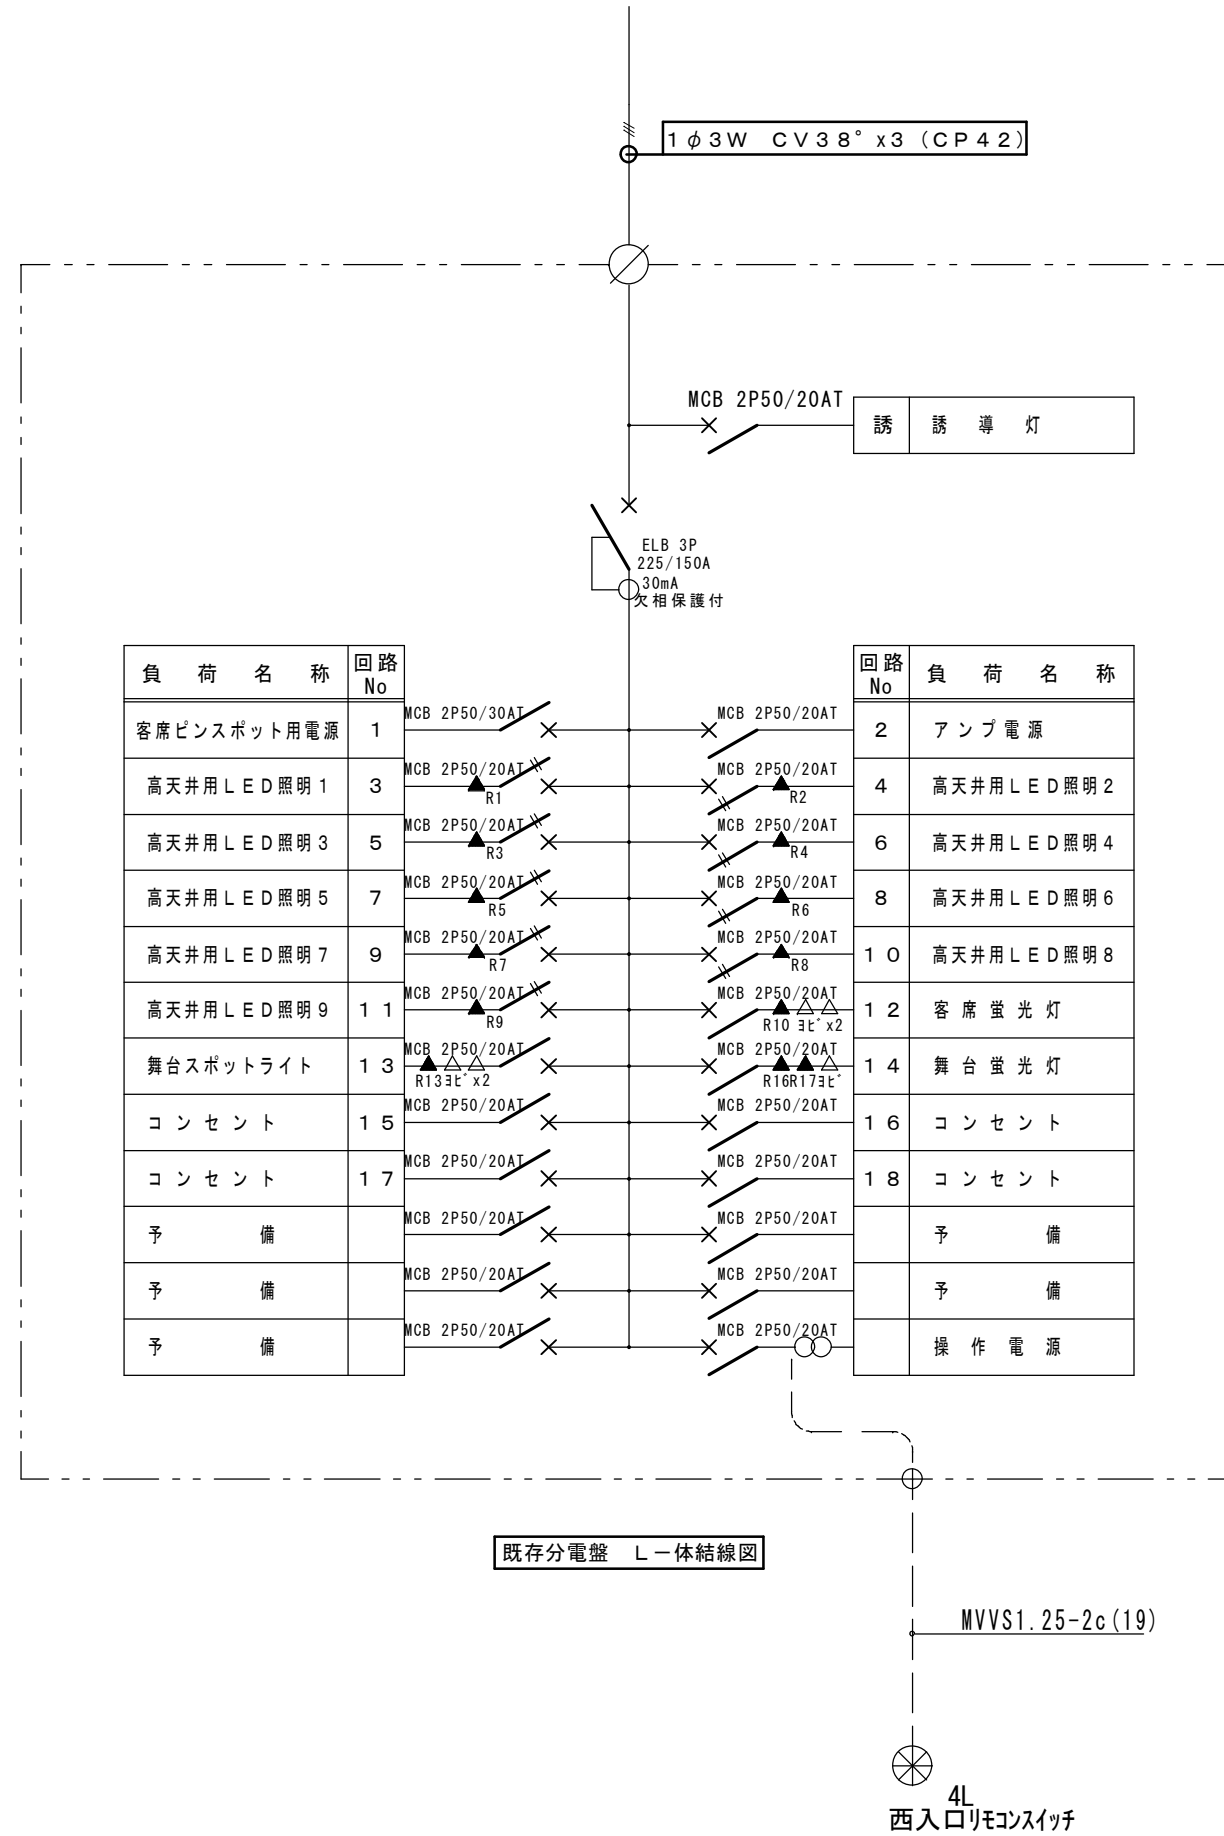 1φ3W CV38°x3 (CP42)
MCB 2P50/20AT
誘 誘導灯
ELB 3P
225/150A
30mA
欠相保護付
負荷名称 回路No 回路No 負荷名称
客席ピンスポット用電源 1 MCB 2P50/30AT MCB 2P50/20AT 2 アンプ電源
高天井用LED照明1 3 MCB 2P50/20AT R1 MCB 2P50/20AT R2 4 高天井用LED照明2
高天井用LED照明3 5 MCB 2P50/20AT R3 MCB 2P50/20AT R4 6 高天井用LED照明4
高天井用LED照明5 7 MCB 2P50/20AT R5 MCB 2P50/20AT R6 8 高天井用LED照明6
高天井用LED照明7 9 MCB 2P50/20AT R7 MCB 2P50/20AT R8 10 高天井用LED照明8
高天井用LED照明9 11 MCB 2P50/20AT R9 MCB 2P50/20AT R10 ヨビx2 12 客席蛍光灯
舞台スポットライト 13 MCB 2P50/20AT R13ヨビx2 MCB 2P50/20AT R16R17ヨビ 14 舞台蛍光灯
コンセント 15 MCB 2P50/20AT MCB 2P50/20AT 16 コンセント
コンセント 17 MCB 2P50/20AT MCB 2P50/20AT 18 コンセント
予備 MCB 2P50/20AT MCB 2P50/20AT 予備
予備 MCB 2P50/20AT MCB 2P50/20AT 予備
予備 MCB 2P50/20AT MCB 2P50/20AT 操作電源
既存分電盤 L－体結線図
MVVS1.25-2c(19)
4L
西入口リモコンスイッチ